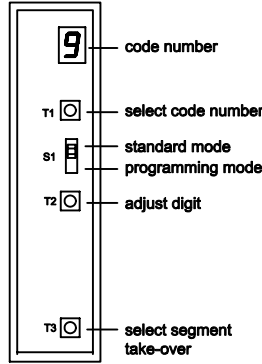 9 code number
T1 select code number
S1 standard mode
programming mode
T2 adjust digit
T3 select segment
take-over